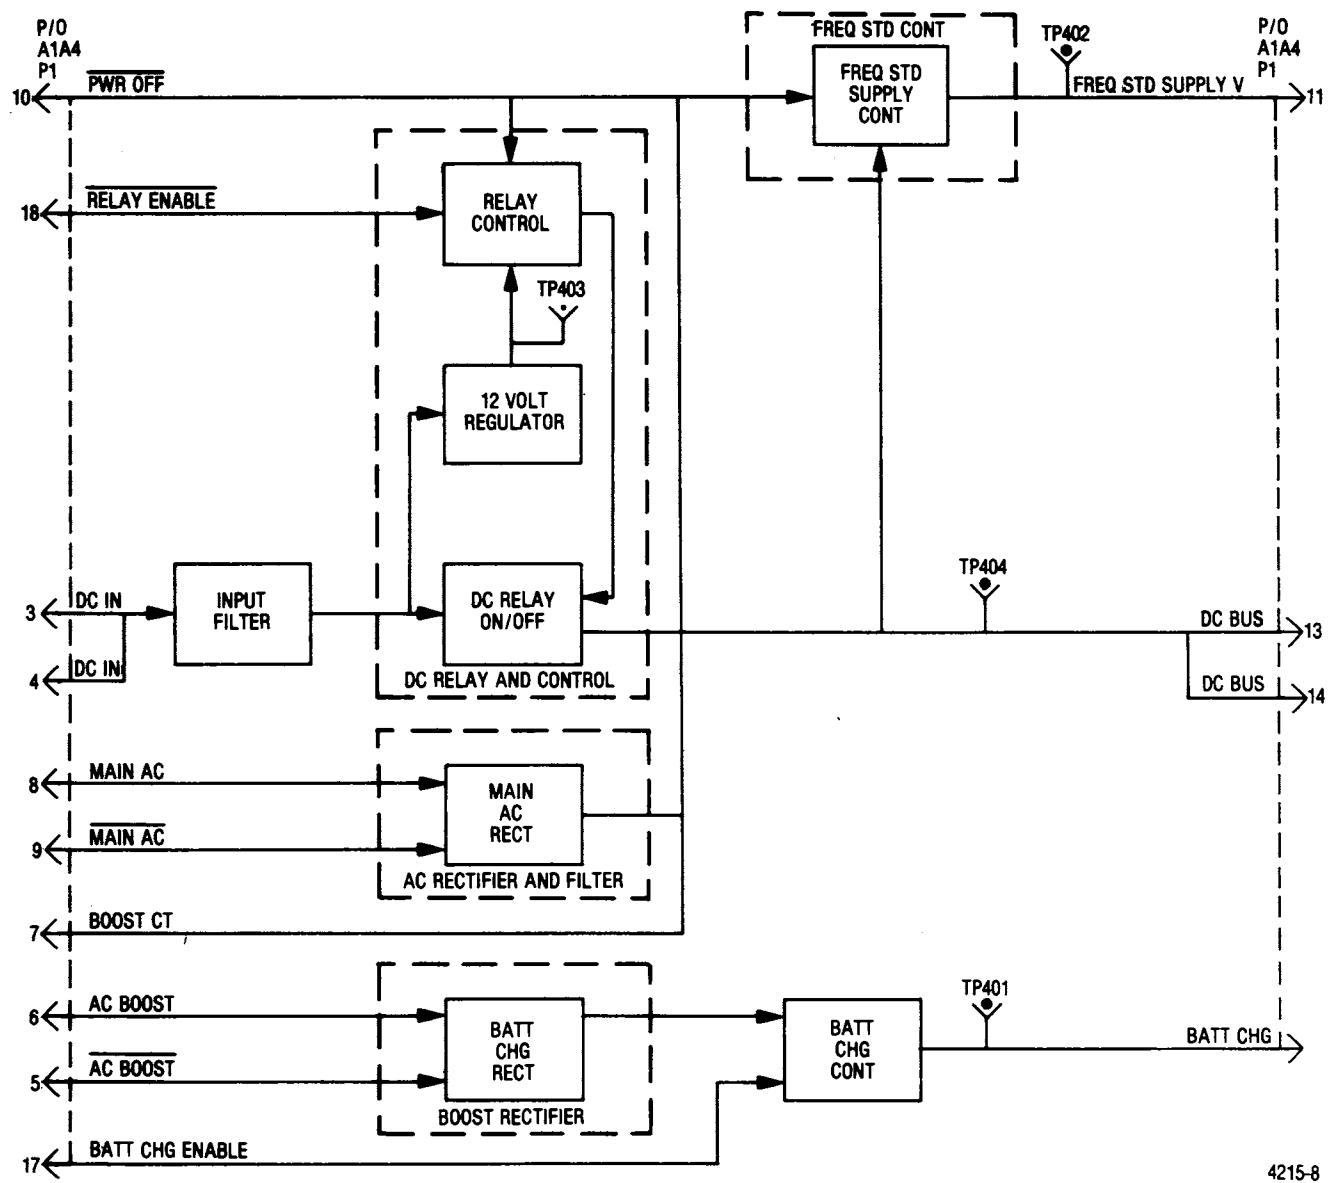 P/O
A1A4
P1
10
PWR OFF
FREQ STD CONT
FREQ STD
SUPPLY
CONT
TP402
FREQ STD SUPPLY V
P/O
A1A4
P1
11
18
RELAY ENABLE
RELAY
CONTROL
TP403
12 VOLT
REGULATOR
3
DC IN
INPUT
FILTER
DC RELAY
ON/OFF
TP404
DC BUS
13
4
DC IN
DC RELAY AND CONTROL
DC BUS
14
8
MAIN AC
MAIN
AC
RECT
9
MAIN AC
AC RECTIFIER AND FILTER
7
BOOST CT
6
AC BOOST
BATT
CHG
RECT
BATT
CHG
CONT
TP401
BATT CHG
5
AC BOOST
BOOST RECTIFIER
17
BATT CHG ENABLE
4215-8